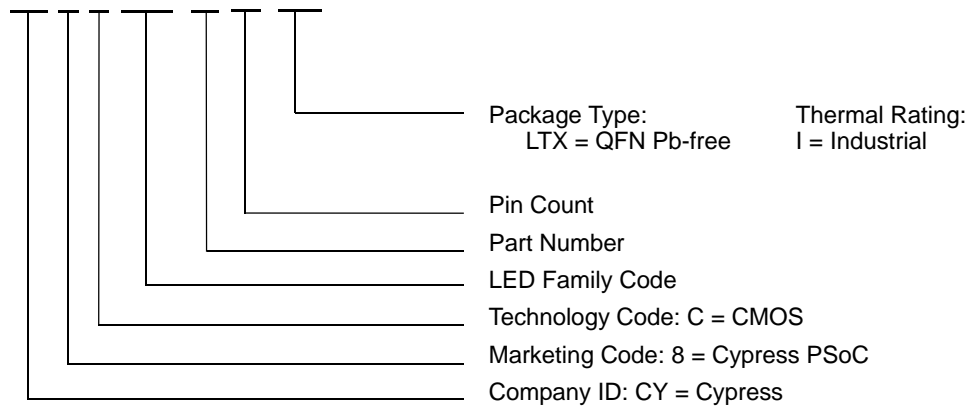 Package Type: Thermal Rating:
LTX = QFN Pb-free I = Industrial
Pin Count
Part Number
LED Family Code
Technology Code: C = CMOS
Marketing Code: 8 = Cypress PSoC
Company ID: CY = Cypress